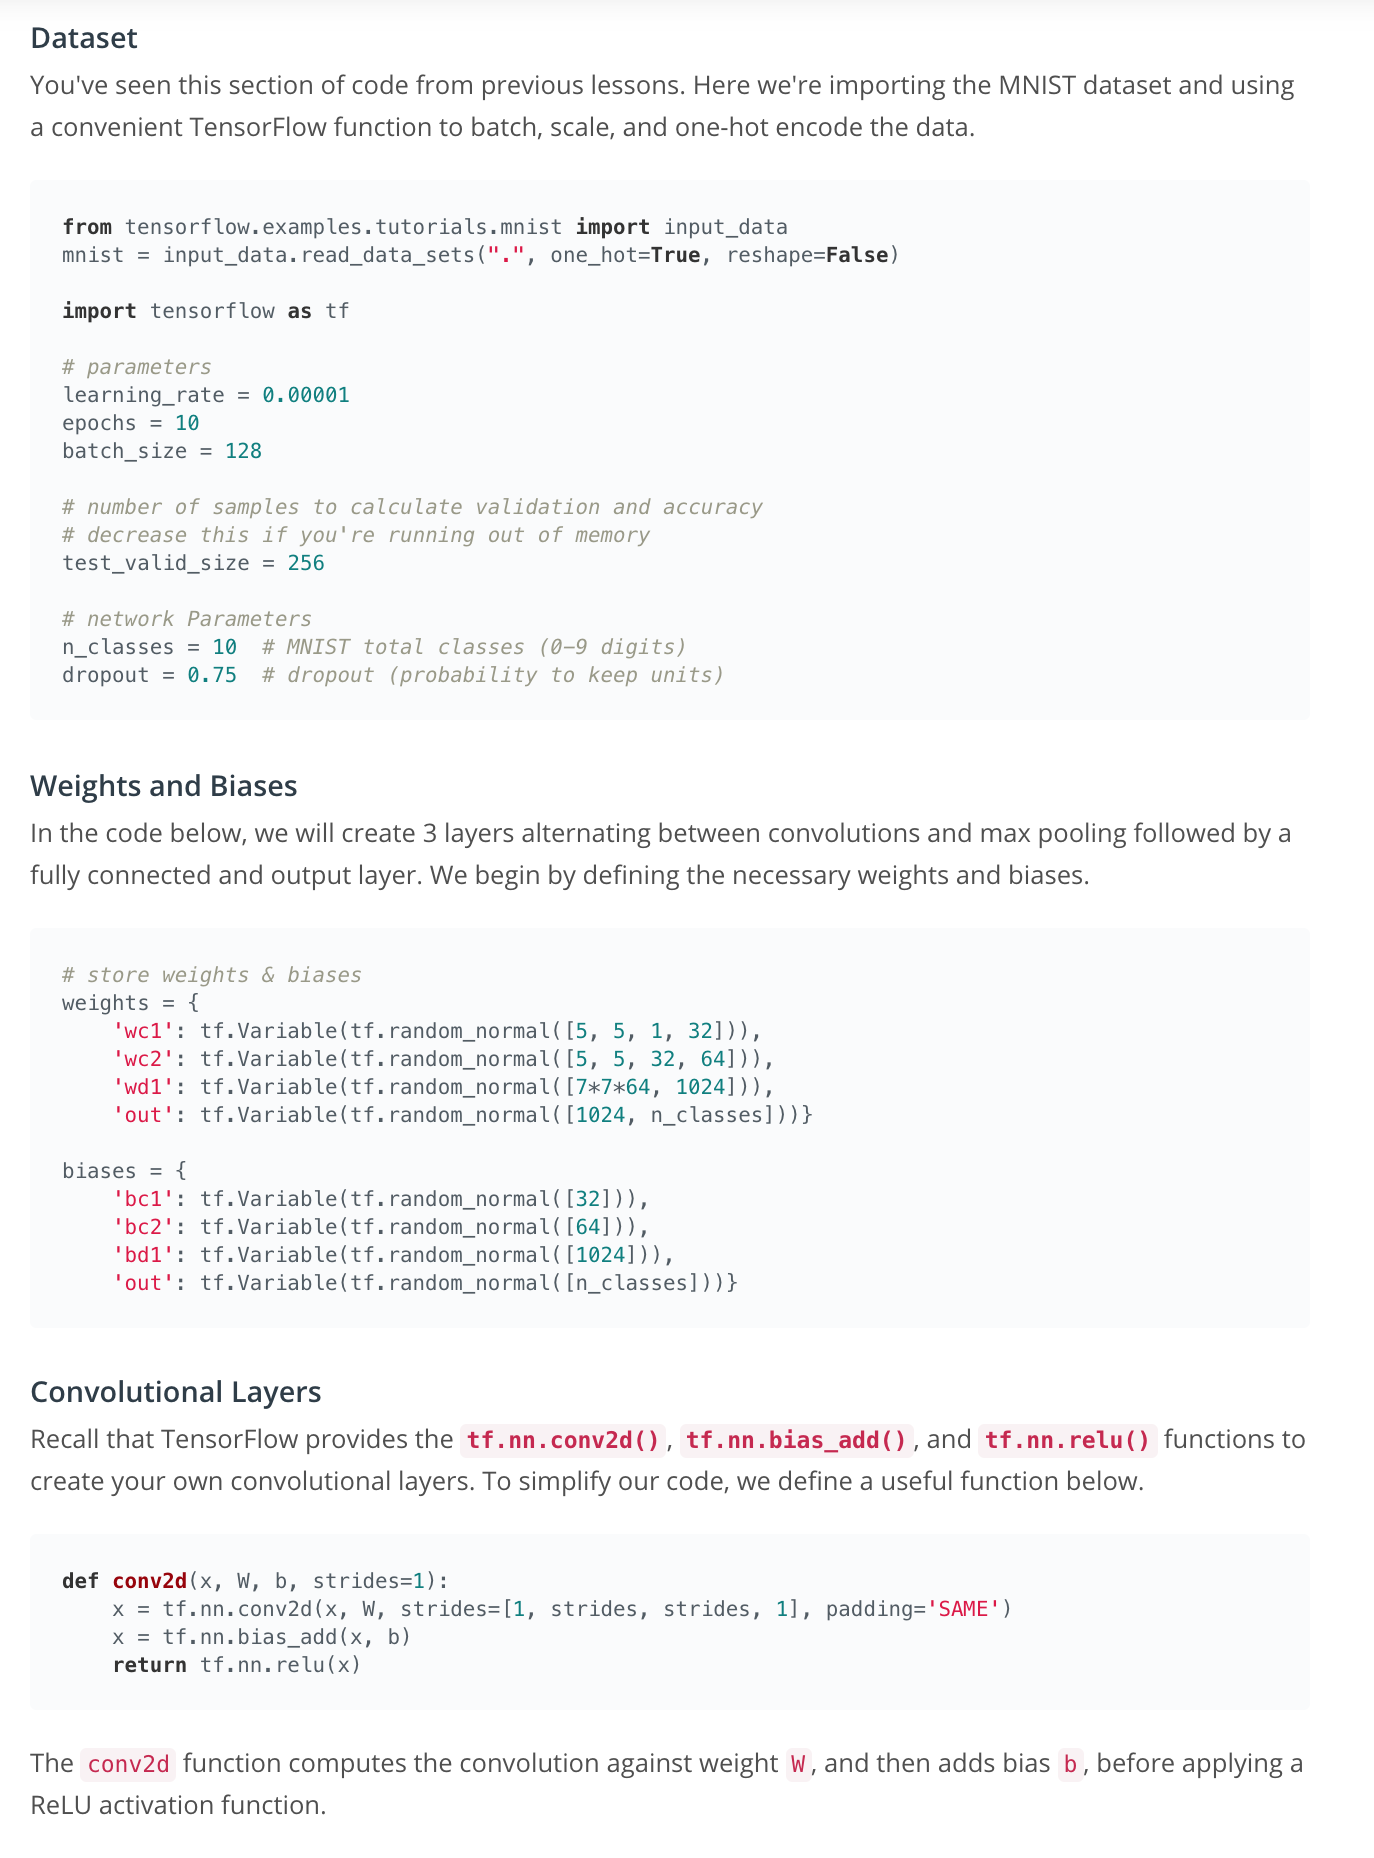 Dataset
You've seen this section of code from previous lessons. Here we're importing the MNIST dataset and using
a convenient TensorFlow function to batch, scale, and one-hot encode the data.
from tensorflow.examples.tutorials.mnist import input_data
mnist = input_data.read_data_sets(".", one_hot=True, reshape=False)
import tensorflow as tf
# parameters
learning_rate = 0.00001
epochs = 10
batch_size = 128
# number of samples to calculate validation and accuracy
# decrease this if you're running out of memory
test_valid_size = 256
# network Parameters
n_classes = 10  # MNIST total classes (0-9 digits)
dropout = 0.75  # dropout (probability to keep units)
Weights and Biases
In the code below, we will create 3 layers alternating between convolutions and max pooling followed by a
fully connected and output layer. We begin by defining the necessary weights and biases.
# store weights & biases
weights = {
    'wc1': tf.Variable(tf.random_normal([5, 5, 1, 32])),
    'wc2': tf.Variable(tf.random_normal([5, 5, 32, 64])),
    'wd1': tf.Variable(tf.random_normal([7*7*64, 1024])),
    'out': tf.Variable(tf.random_normal([1024, n_classes]))}
biases = {
    'bc1': tf.Variable(tf.random_normal([32])),
    'bc2': tf.Variable(tf.random_normal([64])),
    'bd1': tf.Variable(tf.random_normal([1024])),
    'out': tf.Variable(tf.random_normal([n_classes]))}
Convolutional Layers
Recall that TensorFlow provides the tf.nn.conv2d(), tf.nn.bias_add(), and tf.nn.relu() functions to
create your own convolutional layers. To simplify our code, we define a useful function below.
def conv2d(x, W, b, strides=1):
    x = tf.nn.conv2d(x, W, strides=[1, strides, strides, 1], padding='SAME')
    x = tf.nn.bias_add(x, b)
    return tf.nn.relu(x)
The conv2d function computes the convolution against weight W, and then adds bias b, before applying a
ReLU activation function.